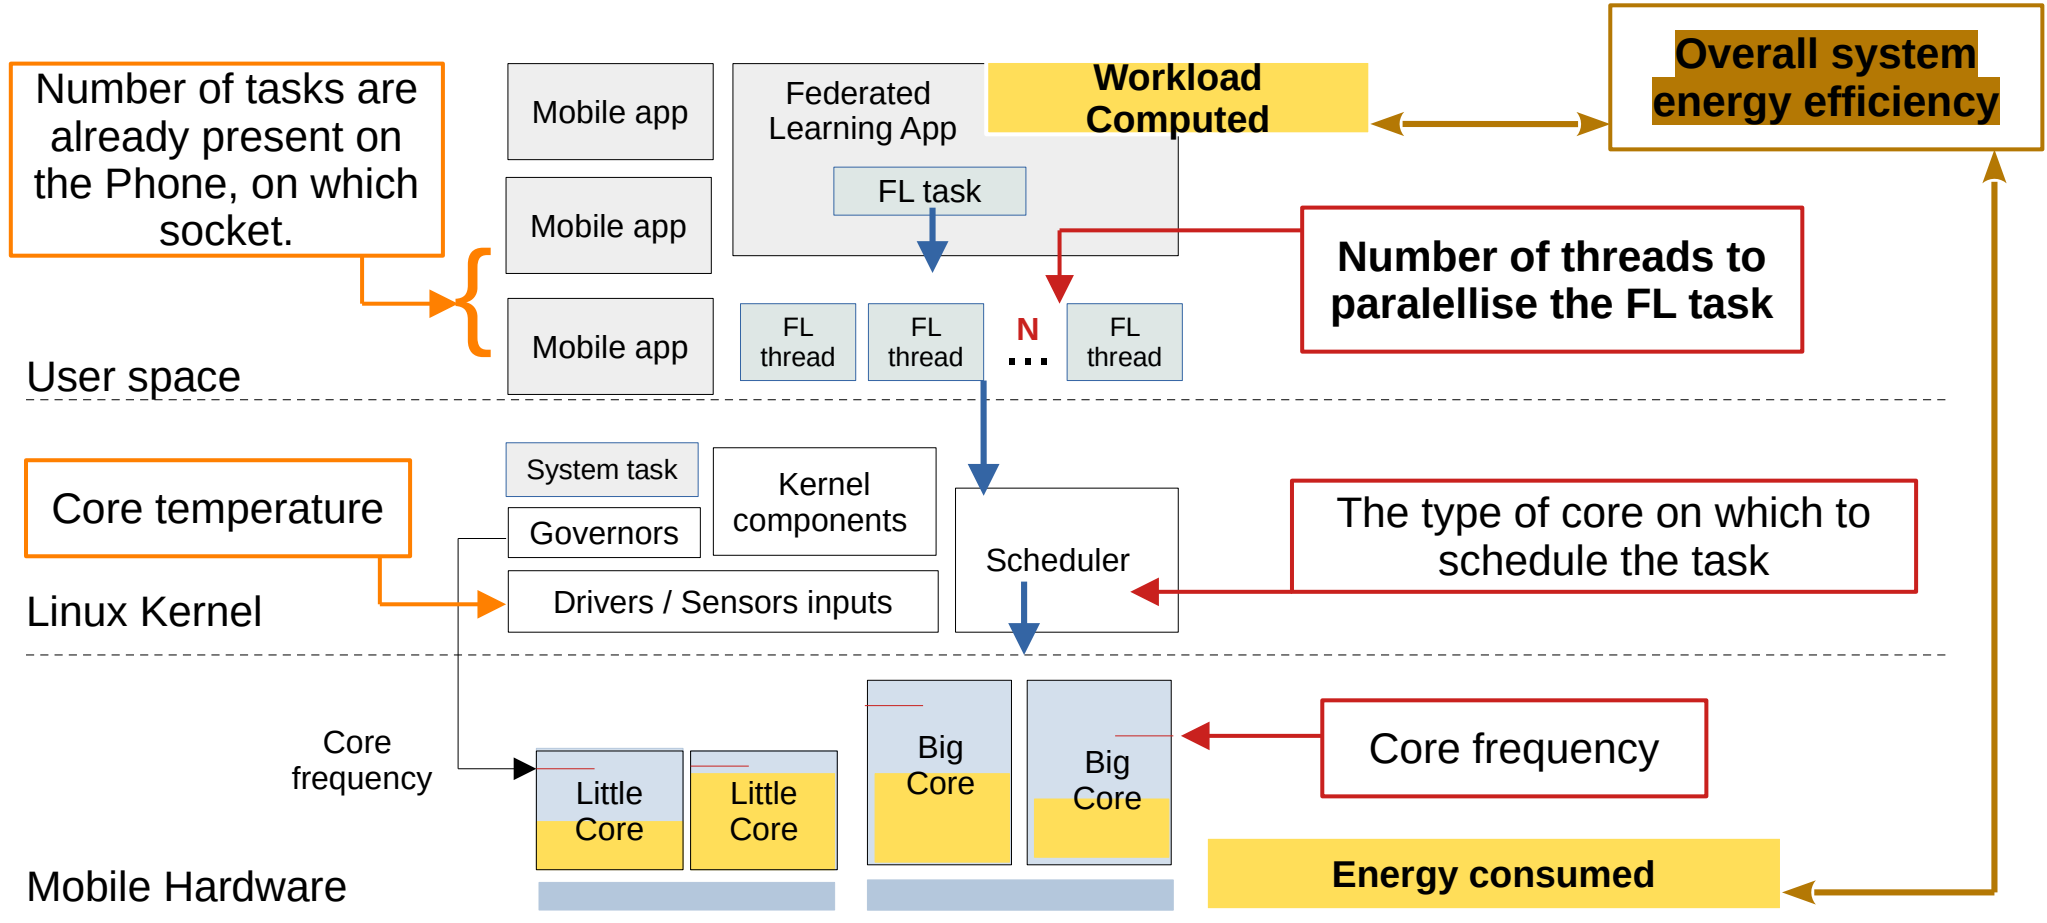 Number of tasks are
already present on
the Phone, on which
socket.
Mobile app
Mobile app
Mobile app
Federated
Learning App
Workload
Computed
Overall system
energy efficiency
FL task
Number of threads to
paralellise the FL task
FL
thread
FL
thread
N
...
FL
thread
User space
Core temperature
System task
Governors
Kernel
components
Drivers / Sensors inputs
Scheduler
The type of core on which to
schedule the task
Linux Kernel
Core
frequency
Little
Core
Little
Core
Big
Core
Big
Core
Core frequency
Energy consumed
Mobile Hardware